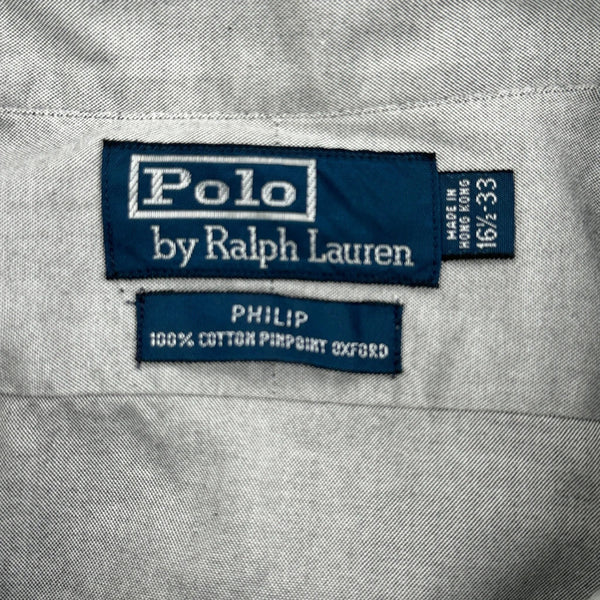 Polo
by Ralph Lauren
MADE IN
HONG KONG
16½-33
PHILIP
100% COTTON PINPOINT OXFORD